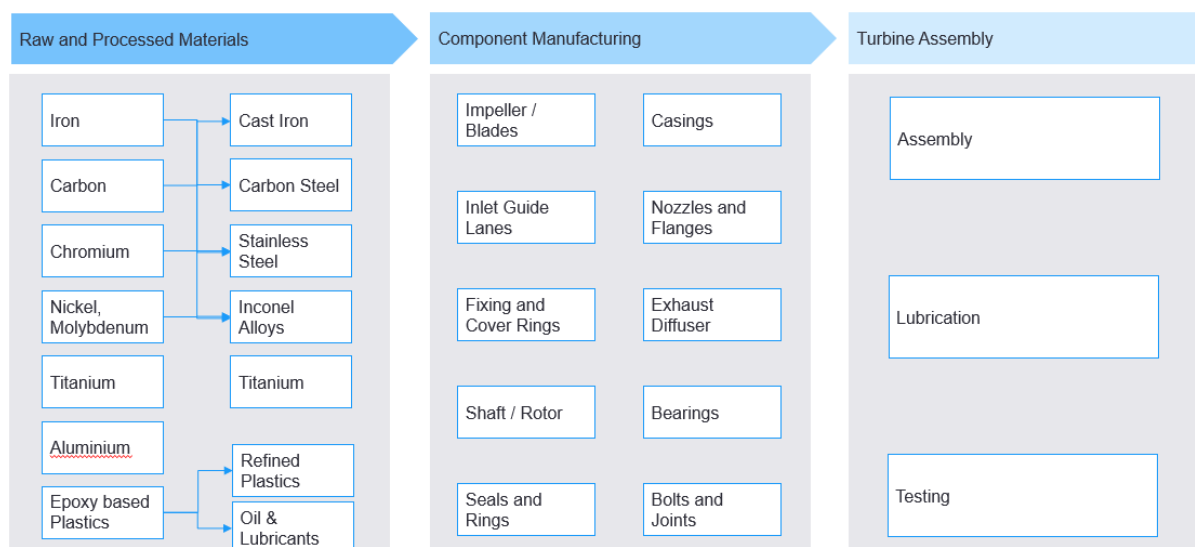 Raw and Processed Materials
Component Manufacturing
Turbine Assembly
Iron
Cast Iron
Carbon
Carbon Steel
Chromium
Stainless
Steel
Nickel,
Molybdenum
Inconel
Alloys
Titanium
Titanium
Aluminium
Epoxy based
Plastics
Refined
Plastics
Oil &
Lubricants
Impeller /
Blades
Casings
Inlet Guide
Lanes
Nozzles and
Flanges
Fixing and
Cover Rings
Exhaust
Diffuser
Shaft / Rotor
Bearings
Seals and
Rings
Bolts and
Joints
Assembly
Lubrication
Testing